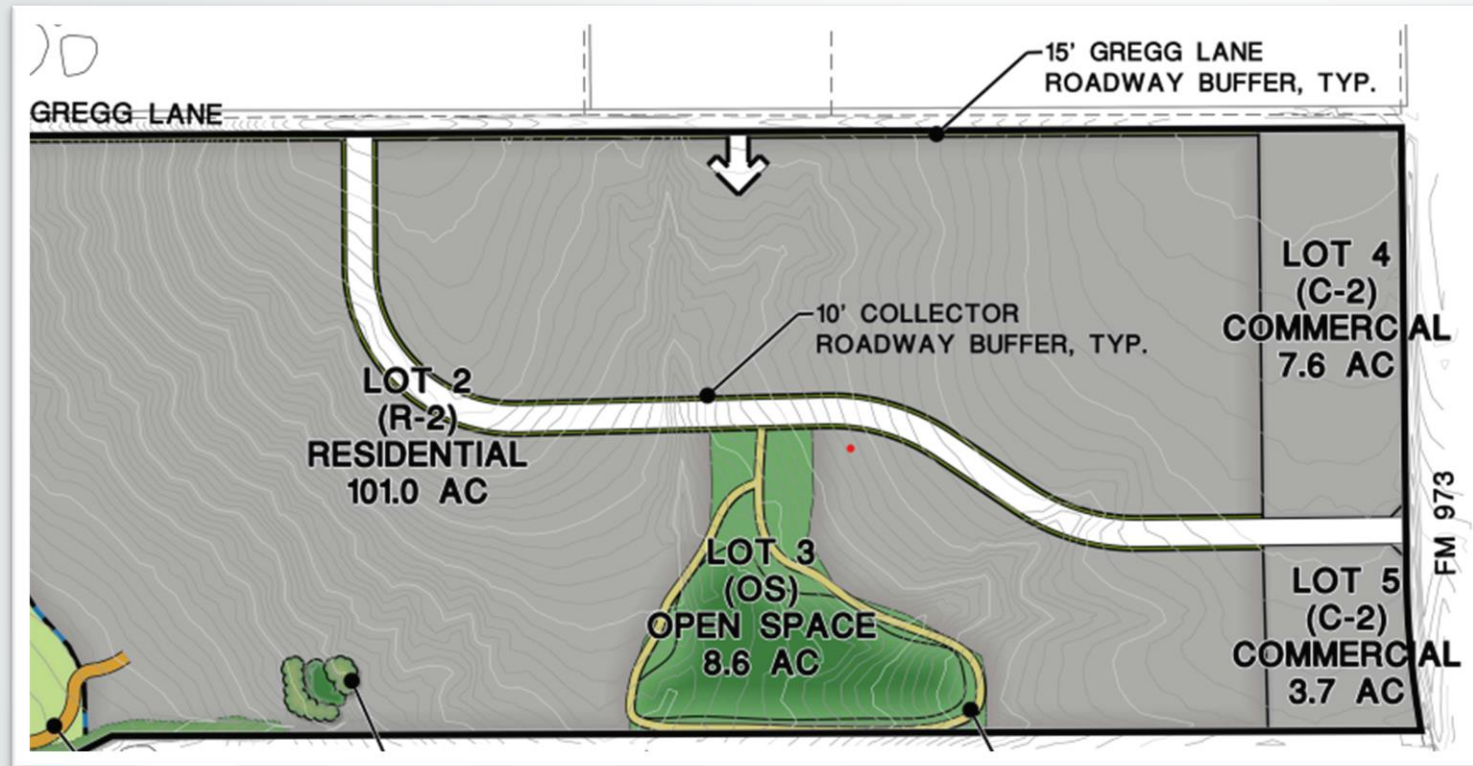 15' GREGG LANE
ROADWAY BUFFER, TYP.
GREGG LANE
LOT 4
(C-2)
COMMERCIAL
7.6 AC
10' COLLECTOR
ROADWAY BUFFER, TYP.
LOT 2
(R-2)
RESIDENTIAL
101.0 AC
FM 973
LOT 3
(OS)
OPEN SPACE
8.6 AC
LOT 5
(C-2)
COMMERCIAL
3.7 AC